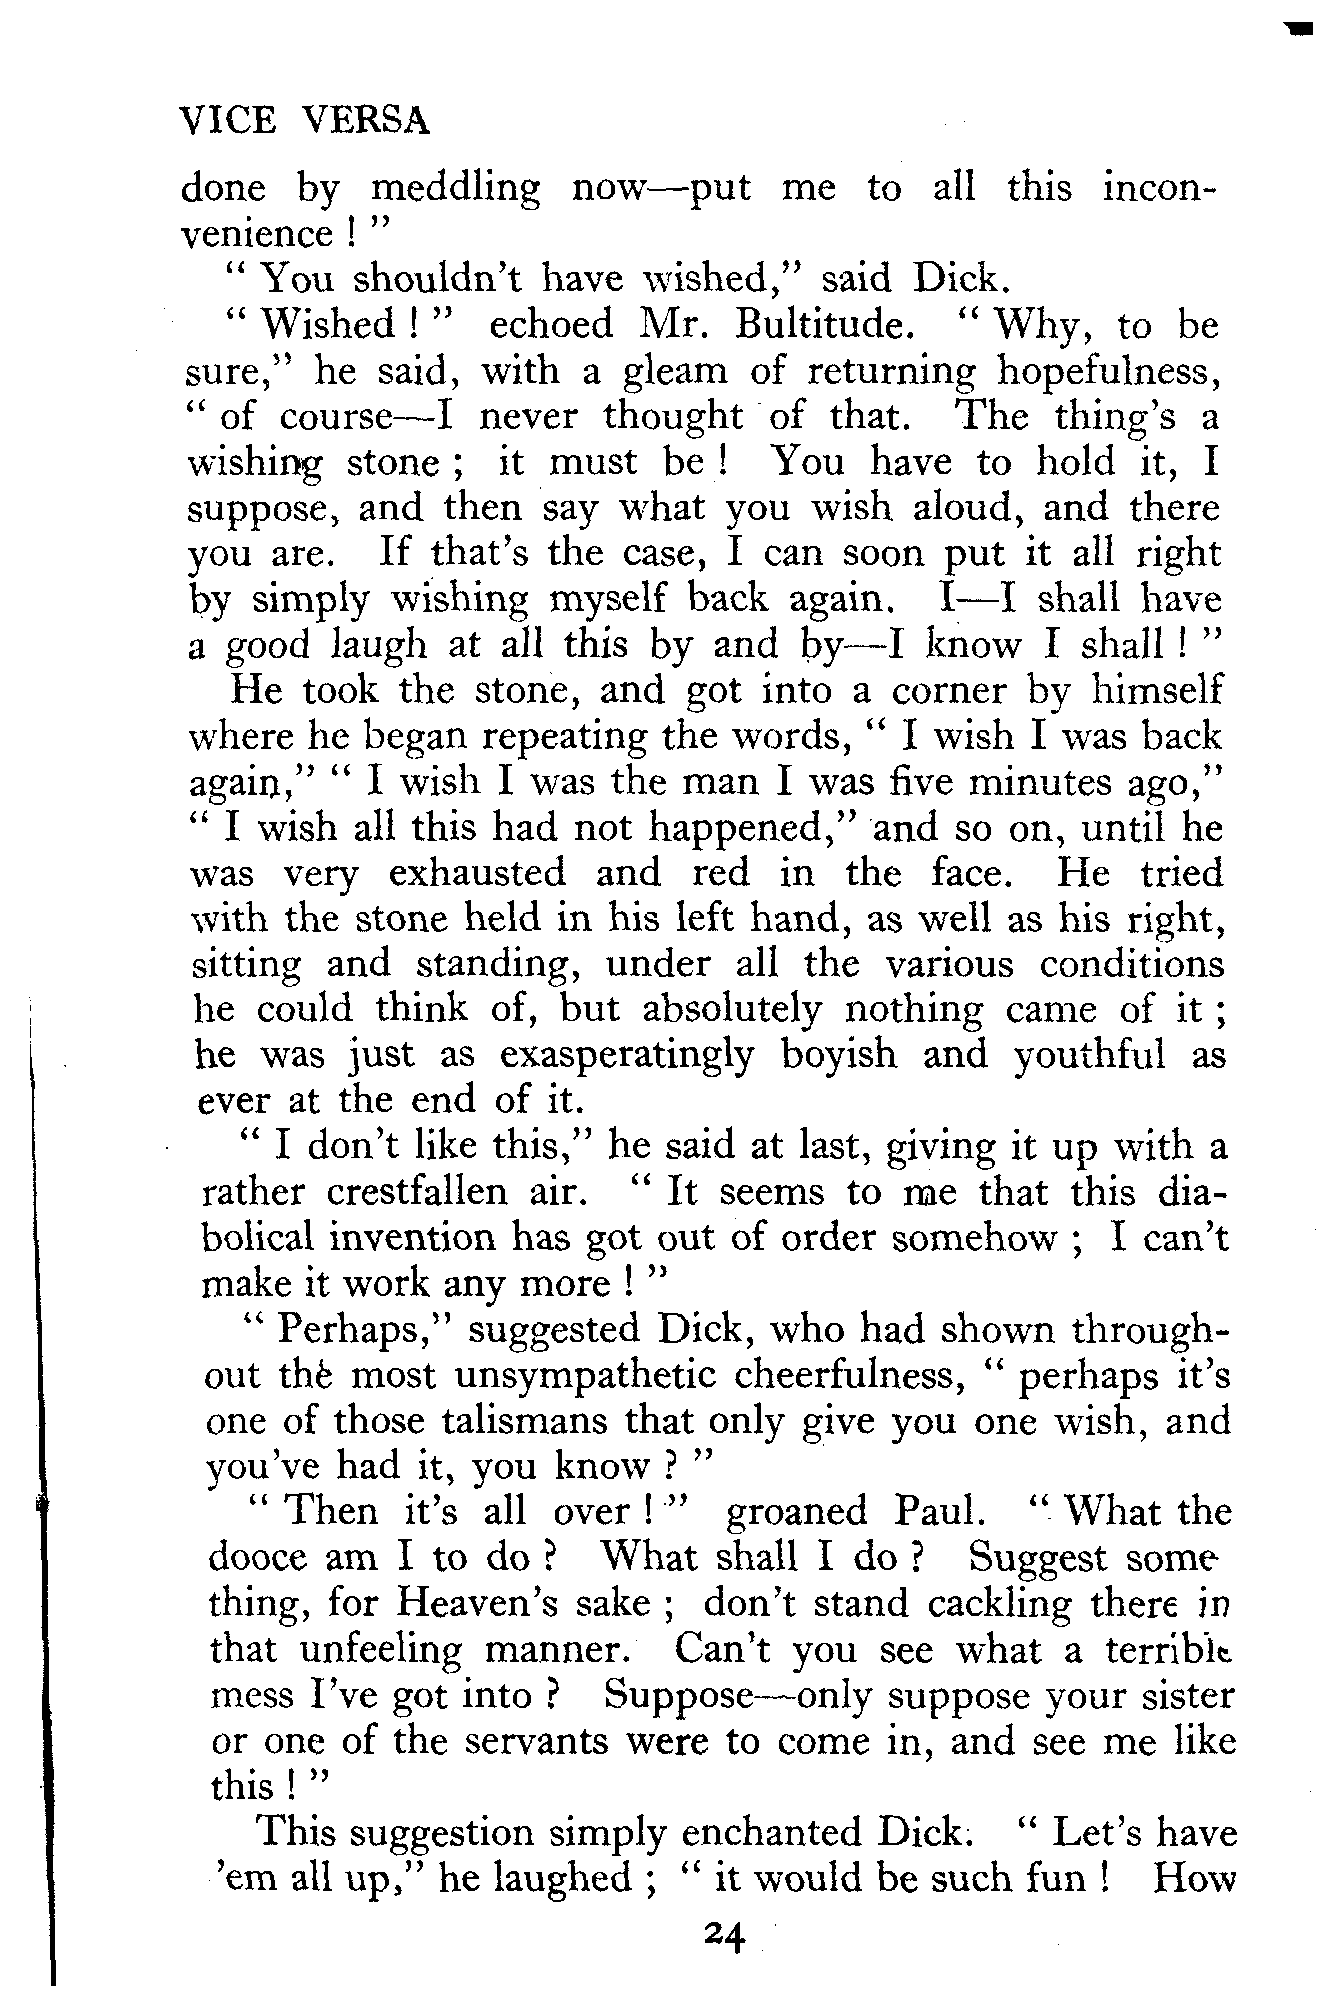 VICE VERSA
done by meddling now—put me to all this incon-
venience ! "
" You shouldn't have wished," said Dick.
" Wished ! " echoed Mr. Bultitude. " Why, to be
sure," he said, with a gleam of returning hopefulness,
" of course—I never thought of that. The thing's a
wishing stone ; it must be ! You have to hold it, I
suppose, and then say what you wish aloud, and there
you are. If that's the case, I can soon put it all right
by simply wishing myself back again. I—I shall have
a good laugh at all this by and by—I know I shall ! "
He took the stone, and got into a corner by himself
where he began repeating the words, " I wish I was back
again," " I wish I was the man I was five minutes ago,"
" I wish all this had not happened," and so on, until he
was very exhausted and red in the face. He tried
with the stone held in his left hand, as well as his right,
sitting and standing, under all the various conditions
he could think of, but absolutely nothing came of it ;
he was just as exasperatingly boyish and youthful as
ever at the end of it.
" I don't like this," he said at last, giving it up with a
rather crestfallen air. " It seems to me that this dia-
bolical invention has got out of order somehow ; I can't
make it work any more ! "
" Perhaps," suggested Dick, who had shown through-
out the most unsympathetic cheerfulness, " perhaps it's
one of those talismans that only give you one wish, and
you've had it, you know ? "
" Then it's all over ! " groaned Paul. " What the
dooce am I to do ? What shall I do ? Suggest some-
thing, for Heaven's sake ; don't stand cackling there in
that unfeeling manner. Can't you see what a terrible
mess I've got into ? Suppose—only suppose your sister
or one of the servants were to come in, and see me like
this ! "
This suggestion simply enchanted Dick. " Let's have
'em all up," he laughed ; " it would be such fun ! How
24